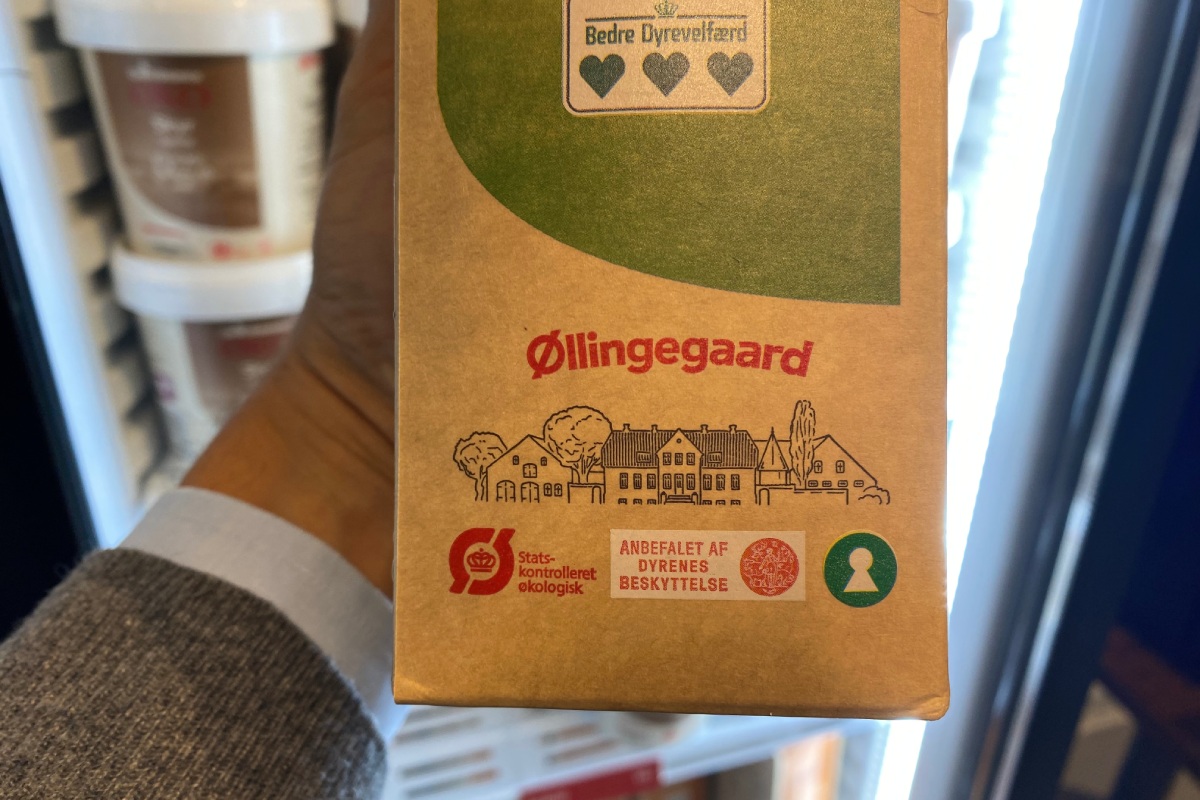 Bedre Dyrevelfærd
Øllingegaard
Stats-
kontrolleret
økologisk
ANBEFALET AF
DYRENES
BESKYTTELSE